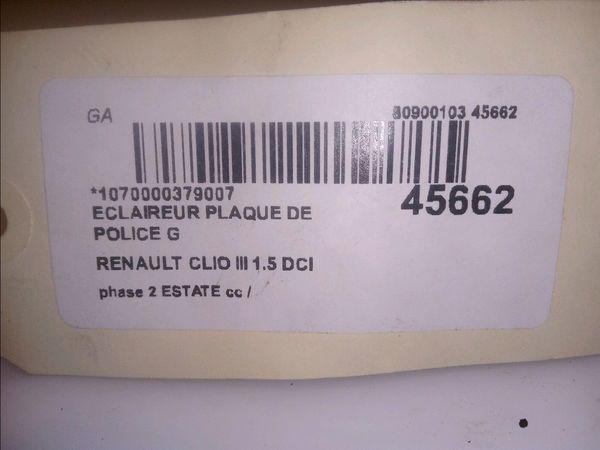 GA
80900103 45662
*1070000379007
45662
ECLAIREUR PLAQUE DE
POLICE G
RENAULT CLIO III 1.5 DCI
phase 2 ESTATE cc /